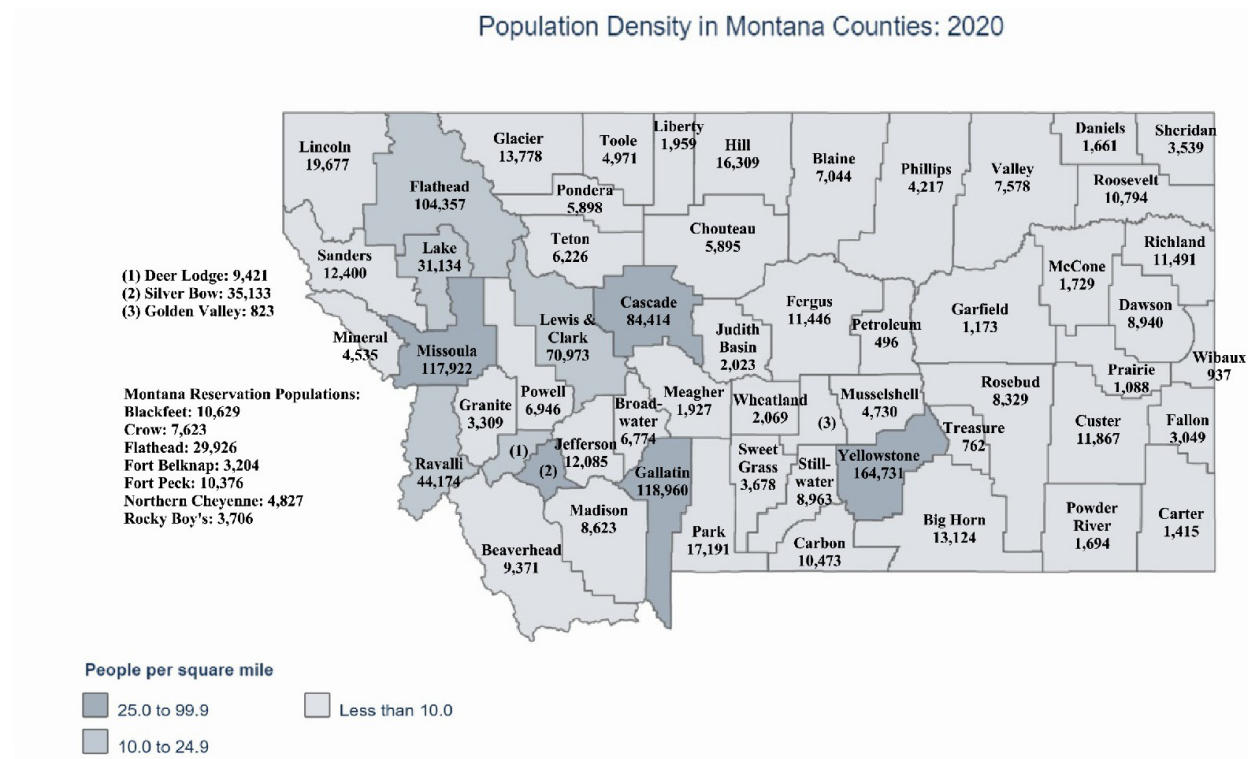 Population Density in Montana Counties: 2020
Lincoln
19,677
Flathead
104,357
Glacier
13,778
Toole
4,971
Liberty
1,959
Hill
16,309
Blaine
7,044
Phillips
4,217
Valley
7,578
Daniels
1,661
Sheridan
3,539
Roosevelt
10,794
Pondera
5,898
Teton
6,226
Chouteau
5,895
Sanders
12,400
Lake
31,134
(1) Deer Lodge: 9,421
(2) Silver Bow: 35,133
(3) Golden Valley: 823
Richland
11,491
McCone
1,729
Dawson
8,940
Garfield
1,173
Cascade
84,414
Fergus
11,446
Petroleum
496
Lewis &
Clark
70,973
Judith
Basin
2,023
Mineral
4,535
Missoula
117,922
Wibaux
937
Prairie
1,088
Montana Reservation Populations:
Blackfeet: 10,629
Crow: 7,623
Flathead: 29,926
Fort Belknap: 3,204
Fort Peck: 10,376
Northern Cheyenne: 4,827
Rocky Boy's: 3,706
Granite
3,309
Powell
6,946
Broad-
water
6,774
Meagher
1,927
Wheatland
2,069
(3)
Musselshell
4,730
Rosebud
8,329
Treasure
762
Custer
11,867
Fallon
3,049
Ravalli
44,174
(1)
(2)
Jefferson
12,085
Gallatin
118,960
Sweet
Grass
3,678
Still-
water
8,963
Yellowstone
164,731
Madison
8,623
Beaverhead
9,371
Park
17,191
Carbon
10,473
Big Horn
13,124
Powder
River
1,694
Carter
1,415
People per square mile
25.0 to 99.9
Less than 10.0
10.0 to 24.9